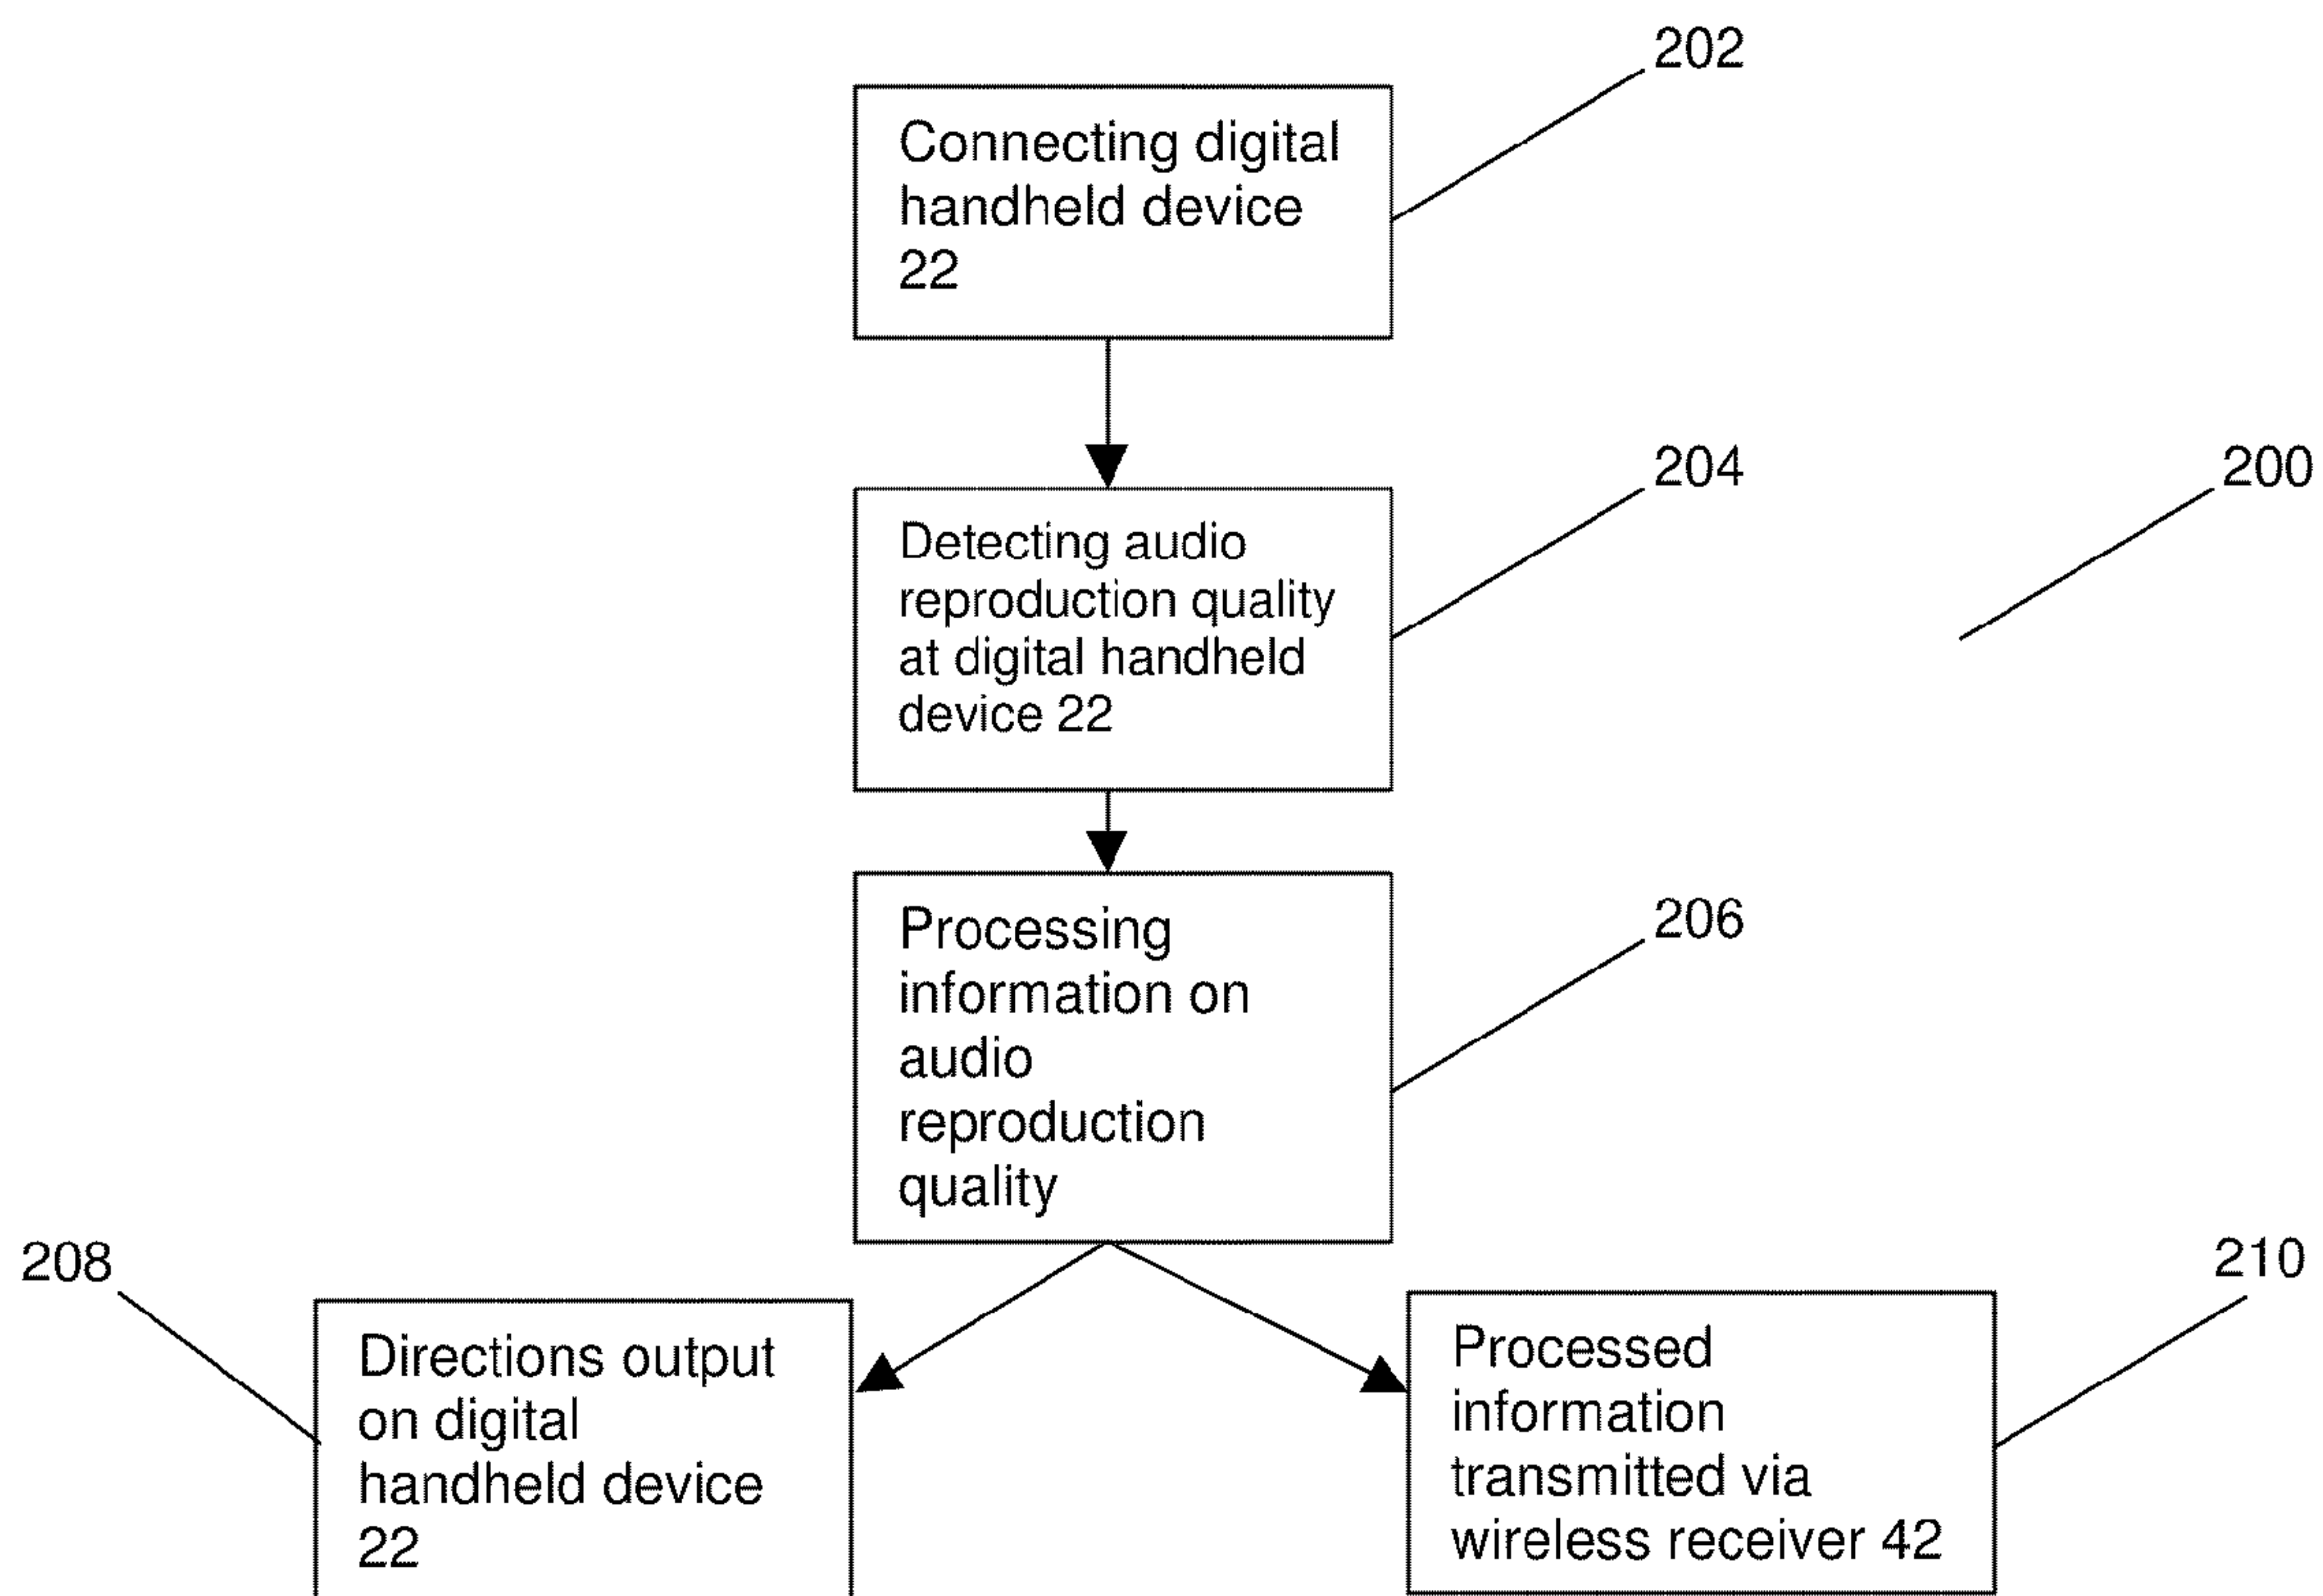 202
Connecting digital
handheld device
22
204
200
Detecting audio
reproduction quality
at digital handheld
device 22
206
Processing
information on
audio
reproduction
quality
208
210
Directions output
on digital
handheld device
22
Processed
information
transmitted via
wireless receiver 42